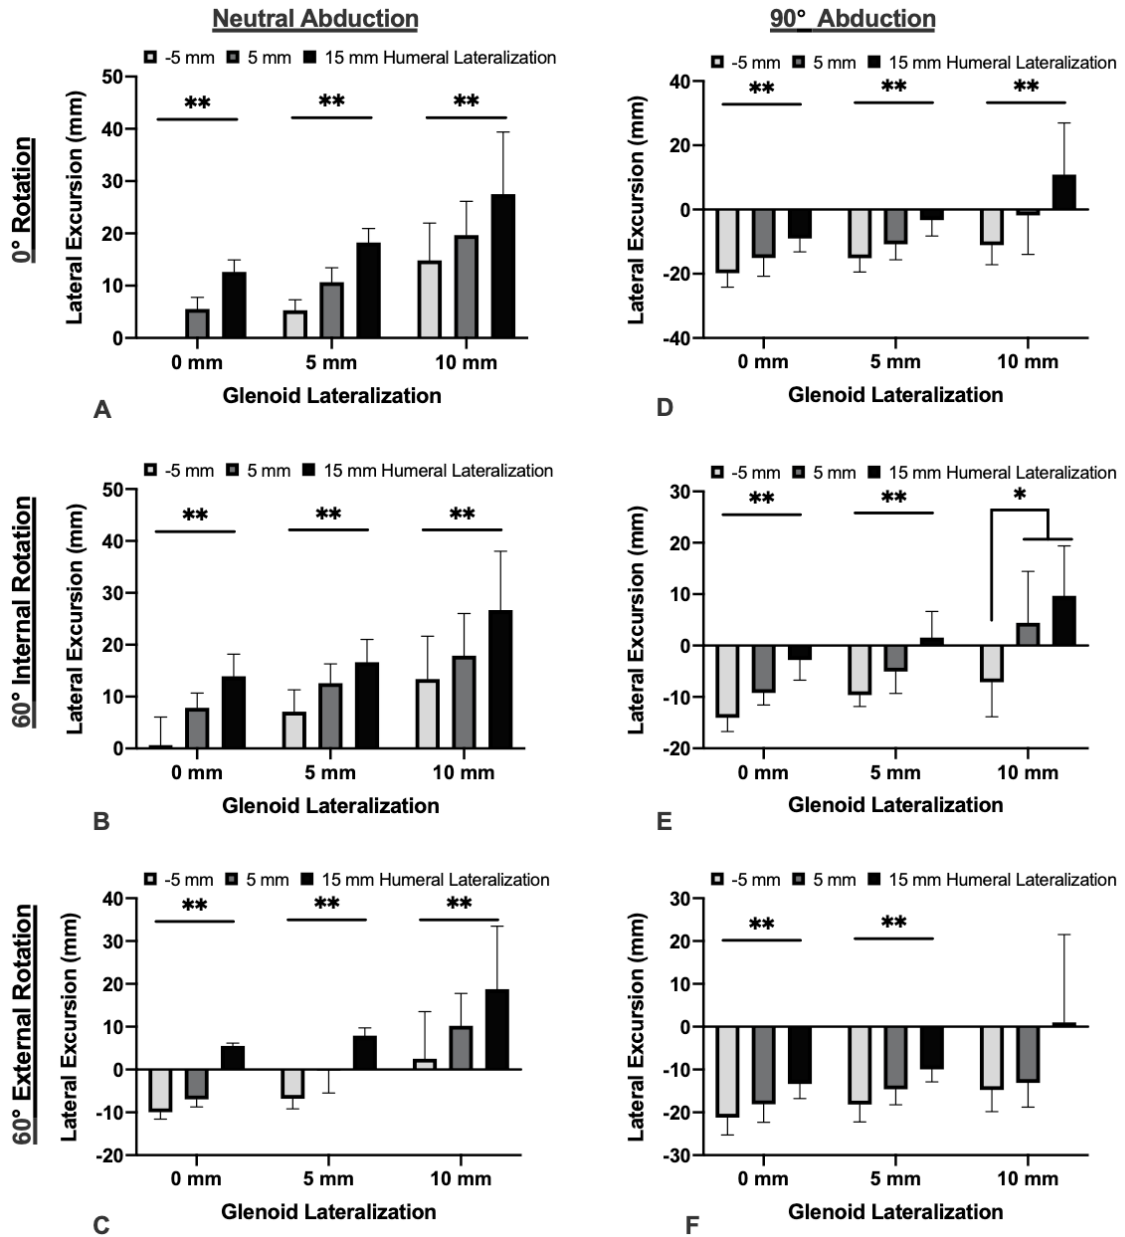 Neutral Abduction
90° Abduction
0° Rotation
60° Internal Rotation
60° External Rotation
-5 mm 5 mm 15 mm Humeral Lateralization
Lateral Excursion (mm)
50
40
30
20
10
0
** ** **
0 mm 5 mm 10 mm
Glenoid Lateralization
A
-5 mm 5 mm 15 mm Humeral Lateralization
Lateral Excursion (mm)
40
20
0
-20
-40
** ** **
0 mm 5 mm 10 mm
Glenoid Lateralization
D
-5 mm 5 mm 15 mm Humeral Lateralization
Lateral Excursion (mm)
50
40
30
20
10
0
** ** **
0 mm 5 mm 10 mm
Glenoid Lateralization
B
-5 mm 5 mm 15 mm Humeral Lateralization
Lateral Excursion (mm)
30
20
10
0
-10
-20
** ** *
0 mm 5 mm 10 mm
Glenoid Lateralization
E
-5 mm 5 mm 15 mm Humeral Lateralization
Lateral Excursion (mm)
40
30
20
10
0
-10
-20
** ** **
0 mm 5 mm 10 mm
Glenoid Lateralization
C
-5 mm 5 mm 15 mm Humeral Lateralization
Lateral Excursion (mm)
30
20
10
0
-10
-20
-30
** **
0 mm 5 mm 10 mm
Glenoid Lateralization
F